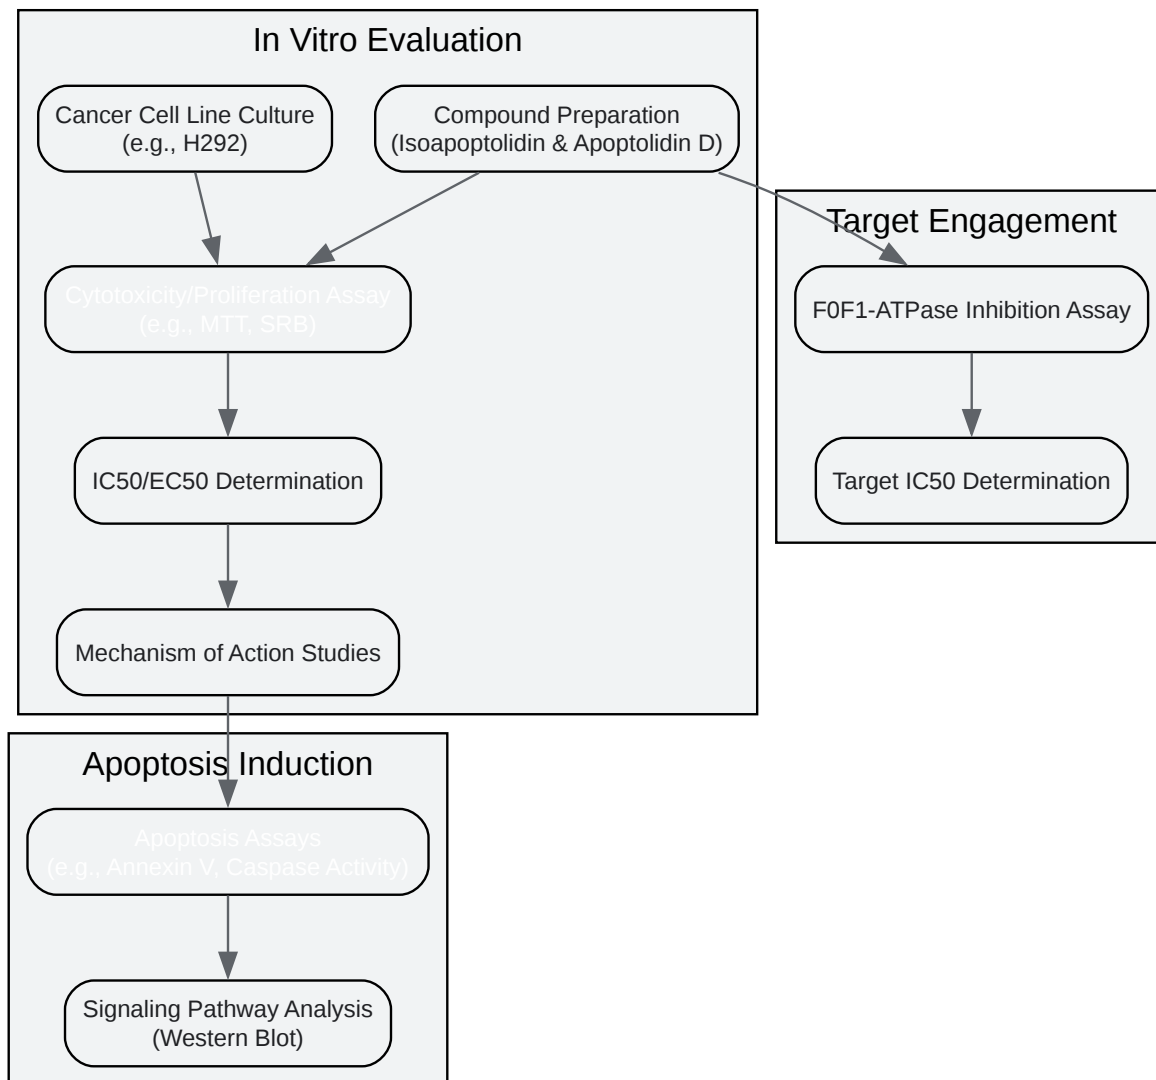 In Vitro Evaluation
Cancer Cell Line Culture
(e.g., H292)
Compound Preparation
(Isoapoptolidin & Apoptolidin D)
Target Engagement
Cytotoxicity/Proliferation Assay
(e.g., MTT, SRB)
F0F1-ATPase Inhibition Assay
IC50/EC50 Determination
Target IC50 Determination
Mechanism of Action Studies
Apoptosis Induction
Apoptosis Assays
(e.g., Annexin V, Caspase Activity)
Signaling Pathway Analysis
(Western Blot)